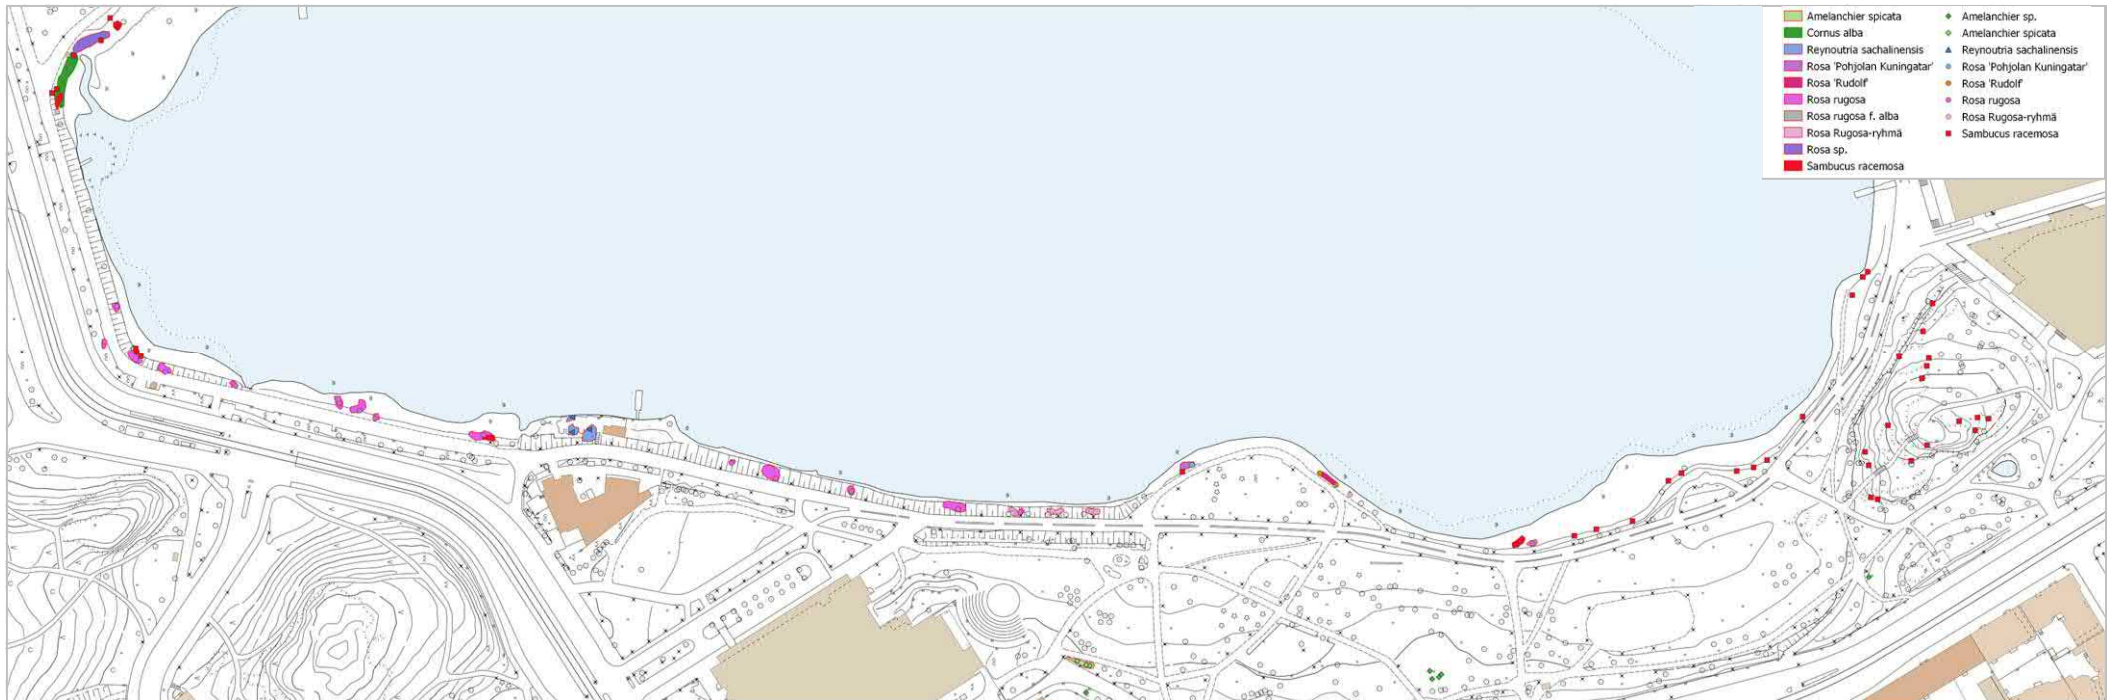 Amelanchier spicata
Cornus alba
Reynoutria sachalinensis
Rosa 'Pohjolan Kuningatar'
Rosa 'Rudolf'
Rosa rugosa
Rosa rugosa f. alba
Rosa Rugosa-ryhmä
Rosa sp.
Sambucus racemosa
Amelanchier sp.
Amelanchier spicata
Reynoutria sachalinensis
Rosa 'Pohjolan Kuningatar'
Rosa 'Rudolf'
Rosa rugosa
Rosa Rugosa-ryhmä
Sambucus racemosa